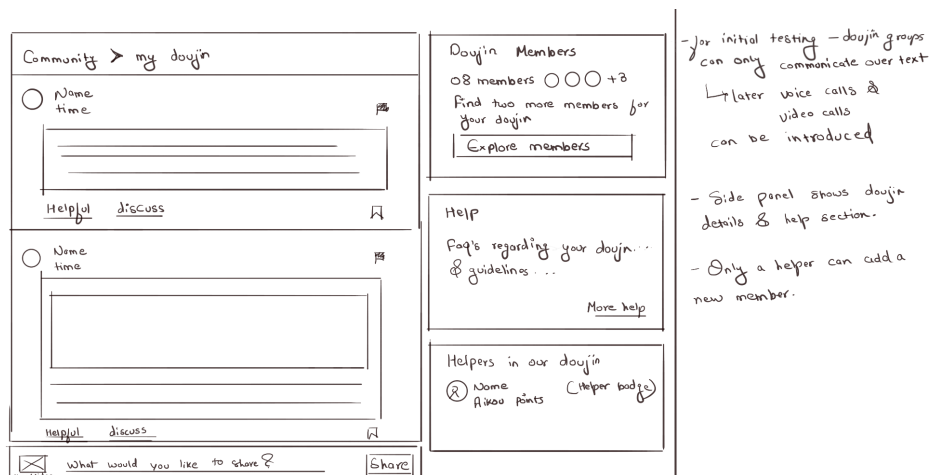 Community > my doujin
Name
time
Helpful discuss
Name
time
Helpful discuss
What would you like to share?
Share
Doujin Members
08 members +3
Find two more members for
your doujin
Explore members
Help
Faq's regarding your doujn...
& guidelines...
More help
Helpers in our doujin
Name (Helper badge)
Aikou points
- for initial testing – doujin groups
can only communicate over text
↳ later voice calls &
video calls
can be introduced
- Side panel shows doujin
details & help section.
- Only a helper can add a
new member.